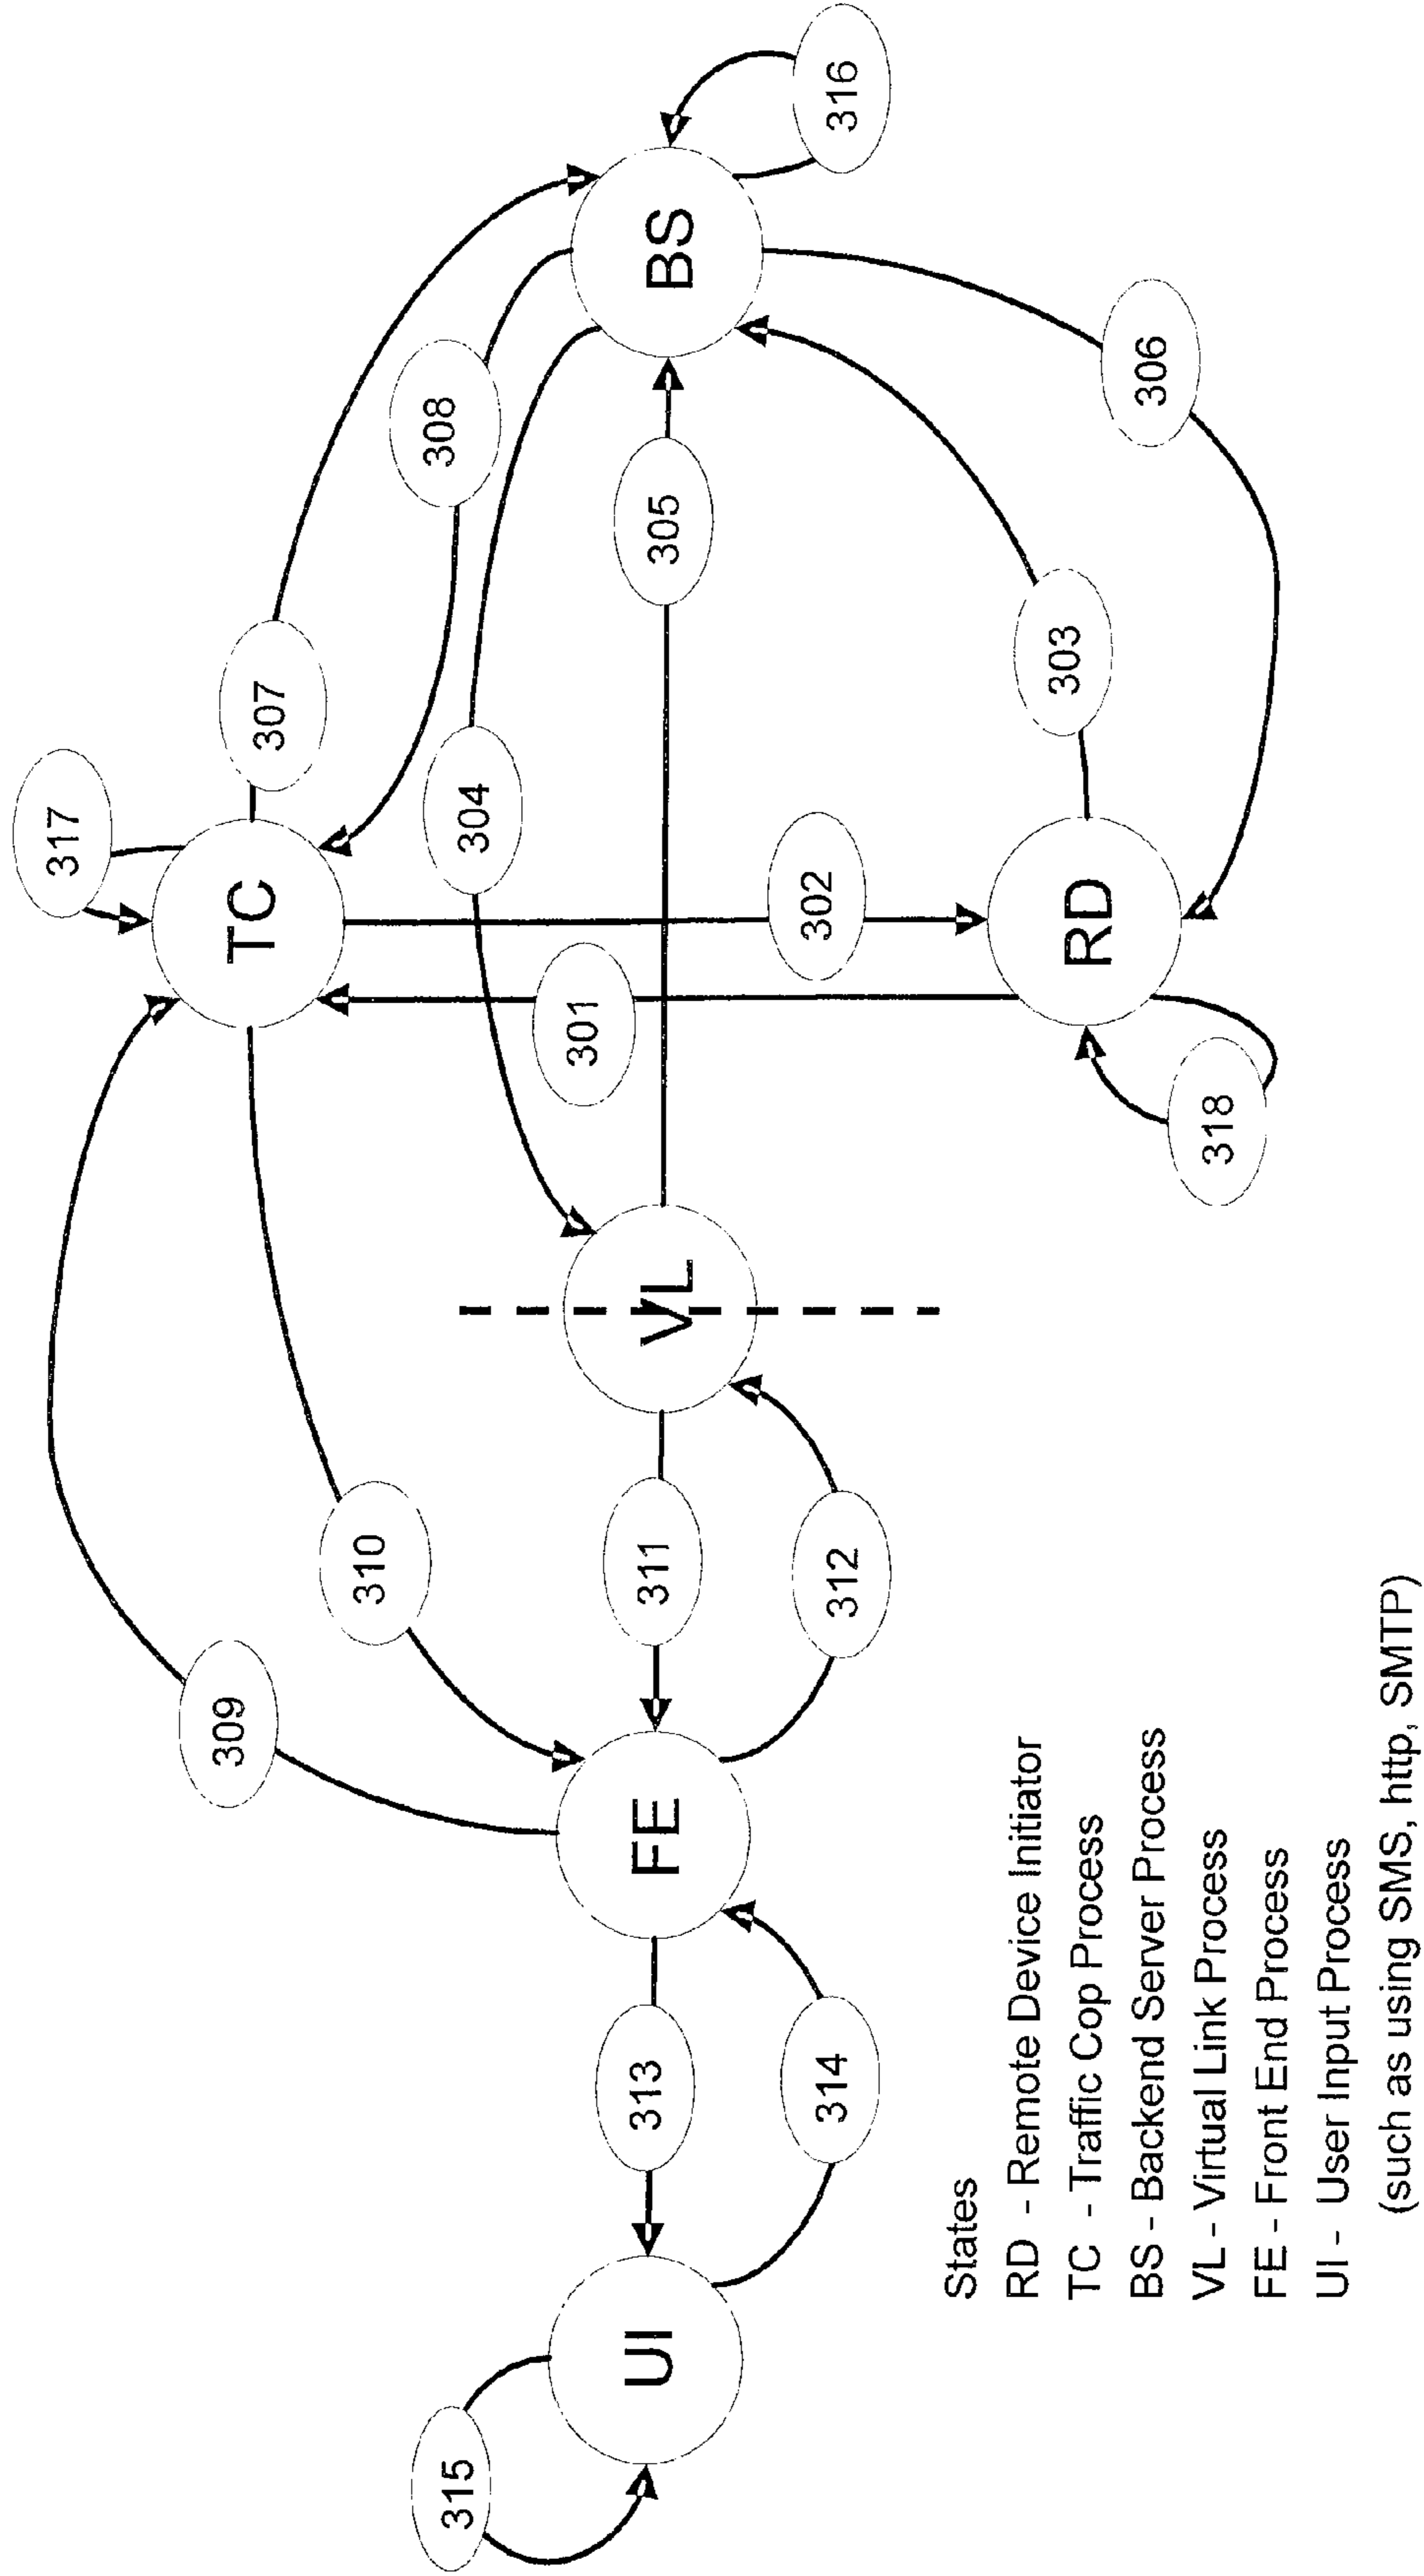 315
UI
313
314
FE
309
310
311
312
VL
317
TC
307
301
302
304
318
RD
303
308
305
306
BS
316
States
RD - Remote Device Initiator
TC - Traffic Cop Process
BS - Backend Server Process
VL - Virtual Link Process
FE - Front End Process
UI - User Input Process
(such as using SMS, http, SMTP)